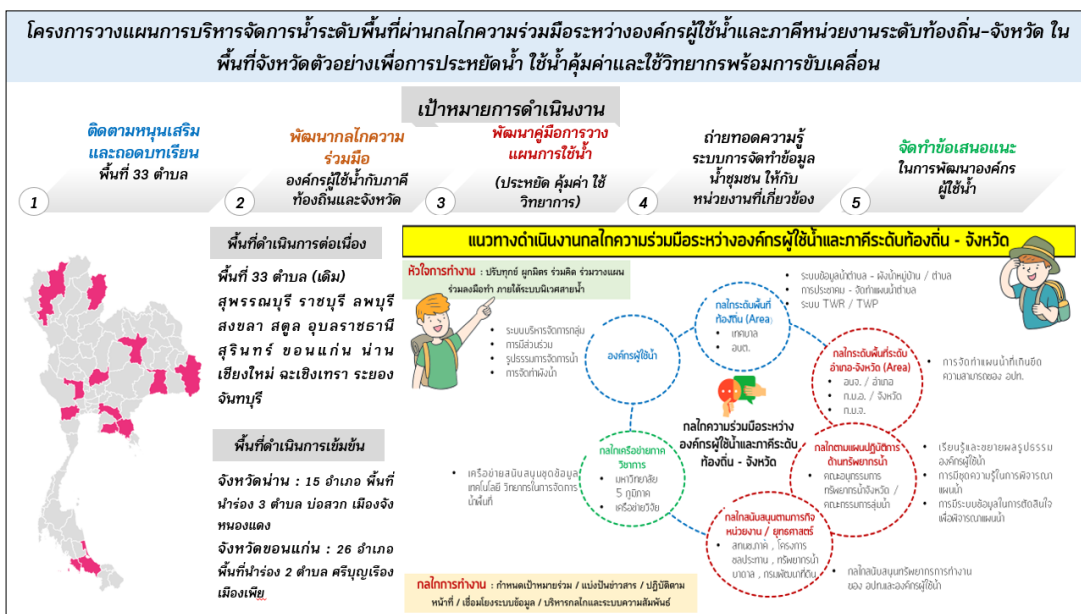 โครงการวางแผนการบริหารจัดการน้ำระดับพื้นที่ผ่านกลไกความร่วมมือระหว่างองค์กรผู้ใช้น้ำและภาคีหน่วยงานระดับท้องถิ่น-จังหวัด ใน
พื้นที่จังหวัดตัวอย่างเพื่อการประหยัดน้ำ ใช้น้ำคุ้มค่าและใช้วิทยากรพร้อมการขับเคลื่อน
เป้าหมายการดำเนินงาน
1
ติดตามหนุนเสริม
และถอดบทเรียน
พื้นที่ 33 ตำบล
2
พัฒนากลไกความ
ร่วมมือ
องค์กรผู้ใช้น้ำกับภาคี
ท้องถิ่นและจังหวัด
3
พัฒนาคู่มือการวาง
แผนการใช้น้ำ
(ประหยัด คุ้มค่า ใช้
วิทยาการ)
4
ถ่ายทอดความรู้
ระบบการจัดทำข้อมูล
น้ำชุมชน ให้กับ
หน่วยงานที่เกี่ยวข้อง
5
จัดทำข้อเสนอแนะ
ในการพัฒนาองค์กร
ผู้ใช้น้ำ
พื้นที่ดำเนินการต่อเนื่อง
พื้นที่ 33 ตำบล (เดิม)
สุพรรณบุรี ราชบุรี ลพบุรี
สงขลา สตูล อุบลราชธานี
สุรินทร์ ขอนแก่น น่าน
เชียงใหม่ ฉะเชิงเทรา ระยอง
จันทบุรี
พื้นที่ดำเนินการเข้มข้น
จังหวัดน่าน : 15 อำเภอ พื้นที่
นำร่อง 3 ตำบล บ่อสวก เมืองจัง
หนองแดง
จังหวัดขอนแก่น : 26 อำเภอ
พื้นที่นำร่อง 2 ตำบล ศรีบุญเรือง
เมืองเพีย
แนวทางดำเนินงานกลไกความร่วมมือระหว่างองค์กรผู้ใช้น้ำและภาคีระดับท้องถิ่น - จังหวัด
หัวใจการทำงาน : ปรับทุกข์ ผูกมิตร ร่วมคิด ร่วมวางแผน
ร่วมลงมือทำ ภายใต้ระบบนิเวศสายน้ำ
ระบบบริหารจัดการกลุ่ม
การมีส่วนร่วม
รูปธรรมการจัดการน้ำ
การจัดทำผังน้ำ
องค์กรผู้ใช้น้ำ
กลไกระดับพื้นที่
ท้องถิ่น (Area)
เทศบาล
อบต.
ระบบข้อมูลน้ำตำบล - ผังน้ำหมู่บ้าน / ตำบล
การประชาคม - จัดทำแผนน้ำตำบล
ระบบ TWR / TWP
กลไกระดับพื้นที่ระดับ
อำเภอ-จังหวัด (Area)
อบจ. / อำเภอ
ก.บ.อ. / จังหวัด
ก.บ.จ.
การจัดทำแผนน้ำที่เกินขีด
ความสามารถของ อปท.
กลไกความร่วมมือระหว่าง
องค์กรผู้ใช้น้ำและภาคีระดับ
ท้องถิ่น - จังหวัด
กลไกเครือข่ายภาค
วิชาการ
มหาวิทยาลัย
5 ภูมิภาค
เครือข่ายวิจัย
เครือข่ายสนับสนุนชุดข้อมูล
เทคโนโลยี วิทยากรในการจัดการ
น้ำพื้นที่
กลไกตามแผนปฏิบัติการ
ด้านทรัพยากรน้ำ
คณะอนุกรรมการ
ทรัพยากรน้ำจังหวัด /
คณะกรรมการลุ่มน้ำ
เรียนรู้และขยายผลรูปธรรม
องค์กรผู้ใช้น้ำ
การมีชุดความรู้ในการพิจารณา
แผนน้ำ
การมีระบบข้อมูลในการตัดสินใจ
เพื่อพิจารณาแผนน้ำ
กลไกสนับสนุนตามภารกิจ
หน่วยงาน / ยุทธศาสตร์
สทนช.ภาค , โครงการ
ชลประทาน , ทรัพยากรน้ำ
บาดาล , กรมพัฒนาที่ดิน
กลไกสนับสนุนทรัพยากรการทำงาน
ของ อปทและองค์กรผู้ใช้น้ำ
กลไกการทำงาน : กำหนดเป้าหมายร่วม / แบ่งปันข่าวสาร / ปฏิบัติตาม
หน้าที่ / เชื่อมโยงระบบข้อมูล / บริหารกลไกและระบบความสัมพันธ์